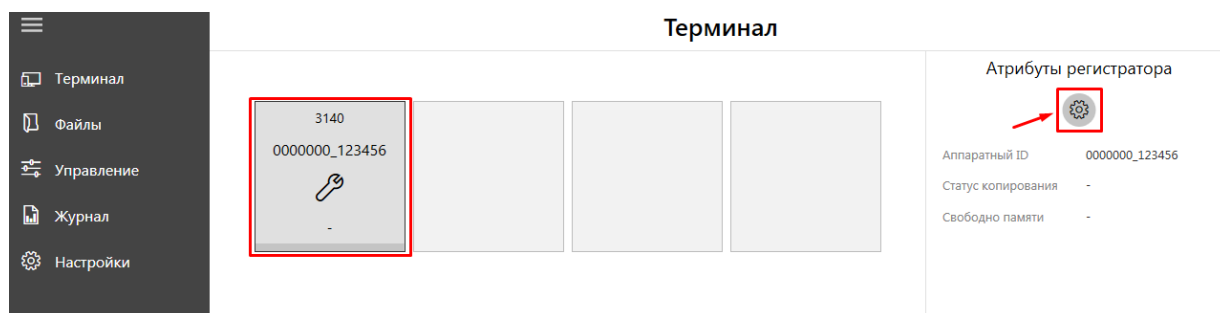 Терминал
Терминал
Файлы
Управление
Журнал
Настройки
3140
0000000_123456
-
Атрибуты регистратора
Аппаратный ID 0000000_123456
Статус копирования -
Свободно памяти -